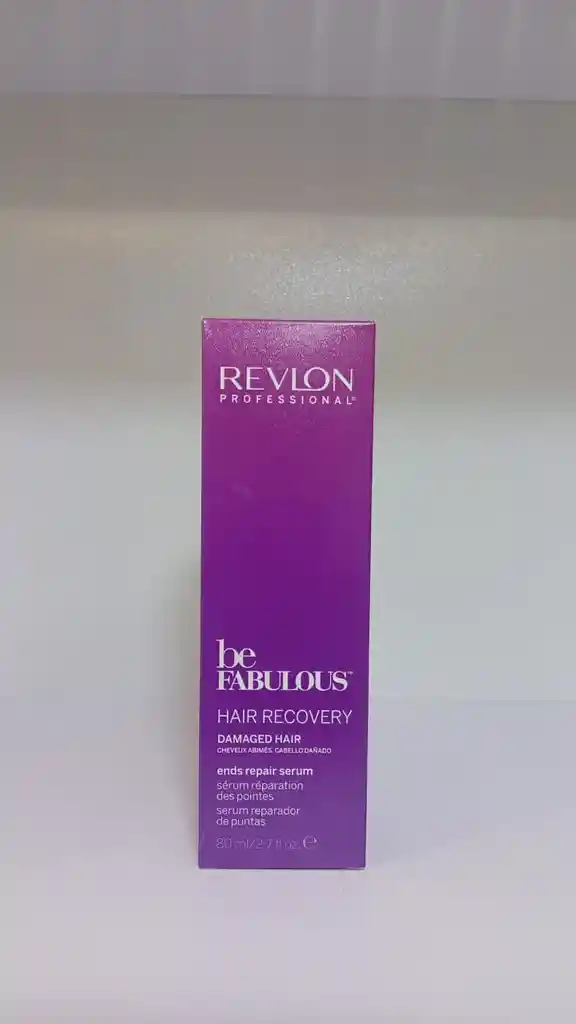 REVLON
PROFESSIONAL®
be
FABULOUS™
HAIR RECOVERY
DAMAGED HAIR
CHEVEUX ABIMÉS. CABELLO DAÑADO
ends repair serum
sérum réparation
des pointes
serum reparador
de puntas
80 ml/2.7 fl.oz. ℮